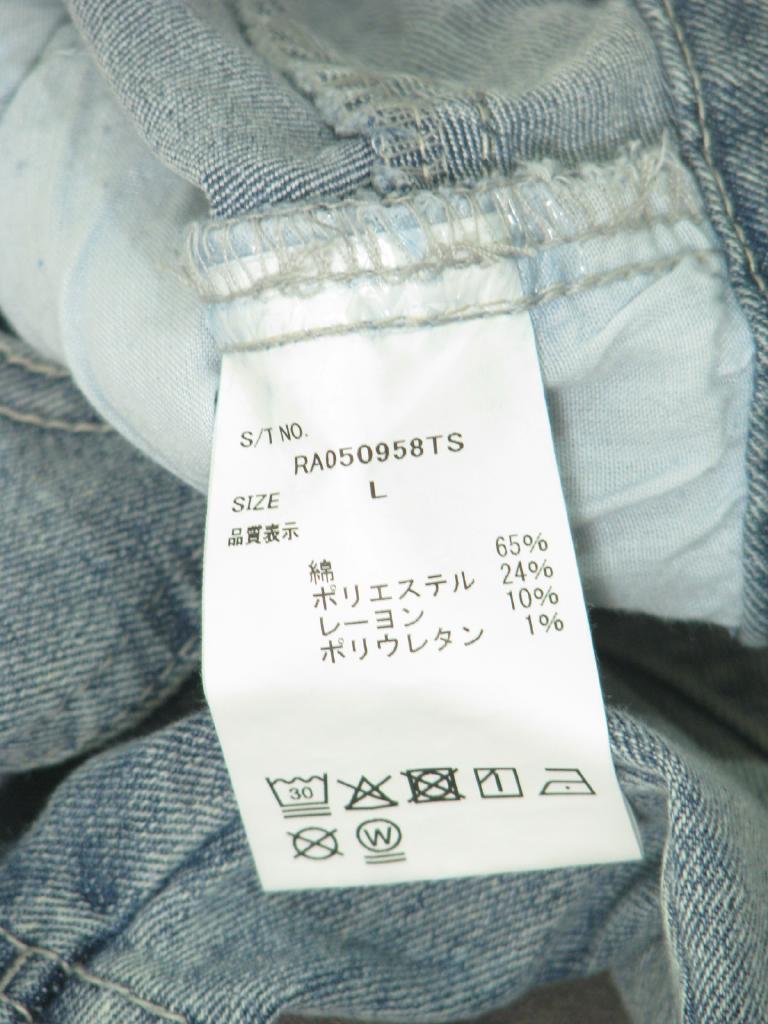 S/T NO.
RA050958TS
SIZE L
品質表示
綿 65%
ポリエステル 24%
レーヨン 10%
ポリウレタン 1%
30
W